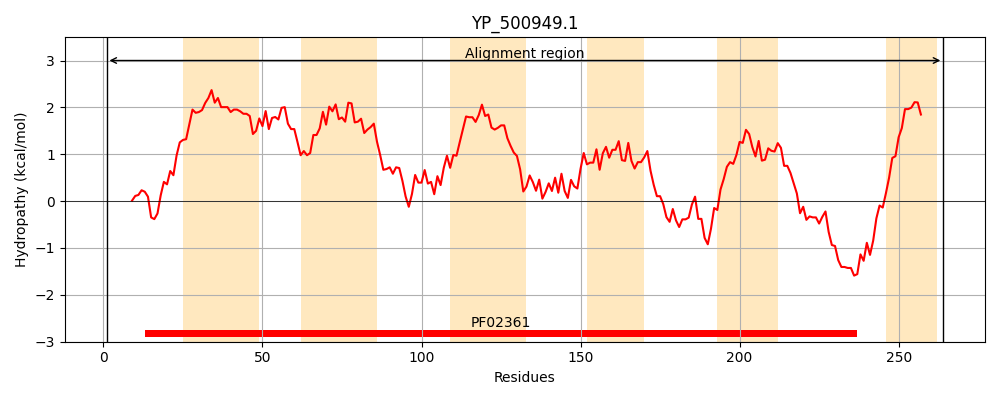 YP_500949.1
Alignment region
Hydropathy (kcal/mol)
3
2
1
0
−1
−2
−3
PF02361
0 50 100 150 200 250
Residues